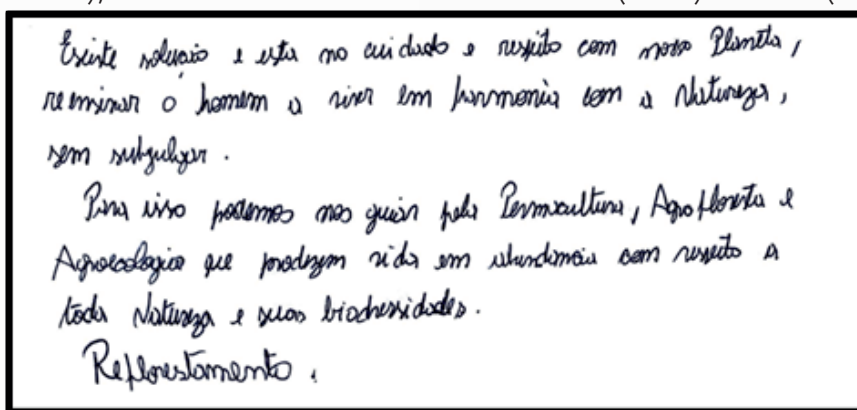 Existe solução e esta no cuidado e respeito com nosso Planeta,
reensinar o homem a viver em harmonia com a Natureza,
sem subjulgar.
Para isso podemos nos guiar pela Permacultura, Agrofloresta e
Agroecologia que produzem vida em abundância com respeito a
toda Natureza e suas biodiversidades.
Reflorestamento.